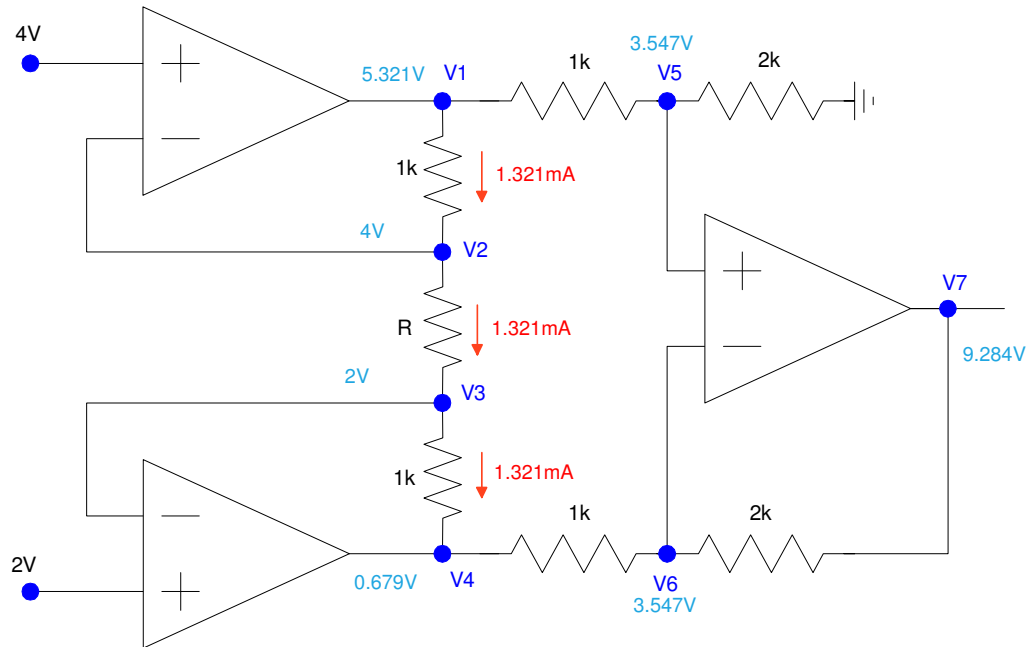 4V
5.321V
V1
1k
3.547V
V5
2k
1k
1.321mA
4V
V2
R
1.321mA
V7
9.284V
2V
V3
1k
1.321mA
1k
2k
2V
0.679V
V4
V6
3.547V